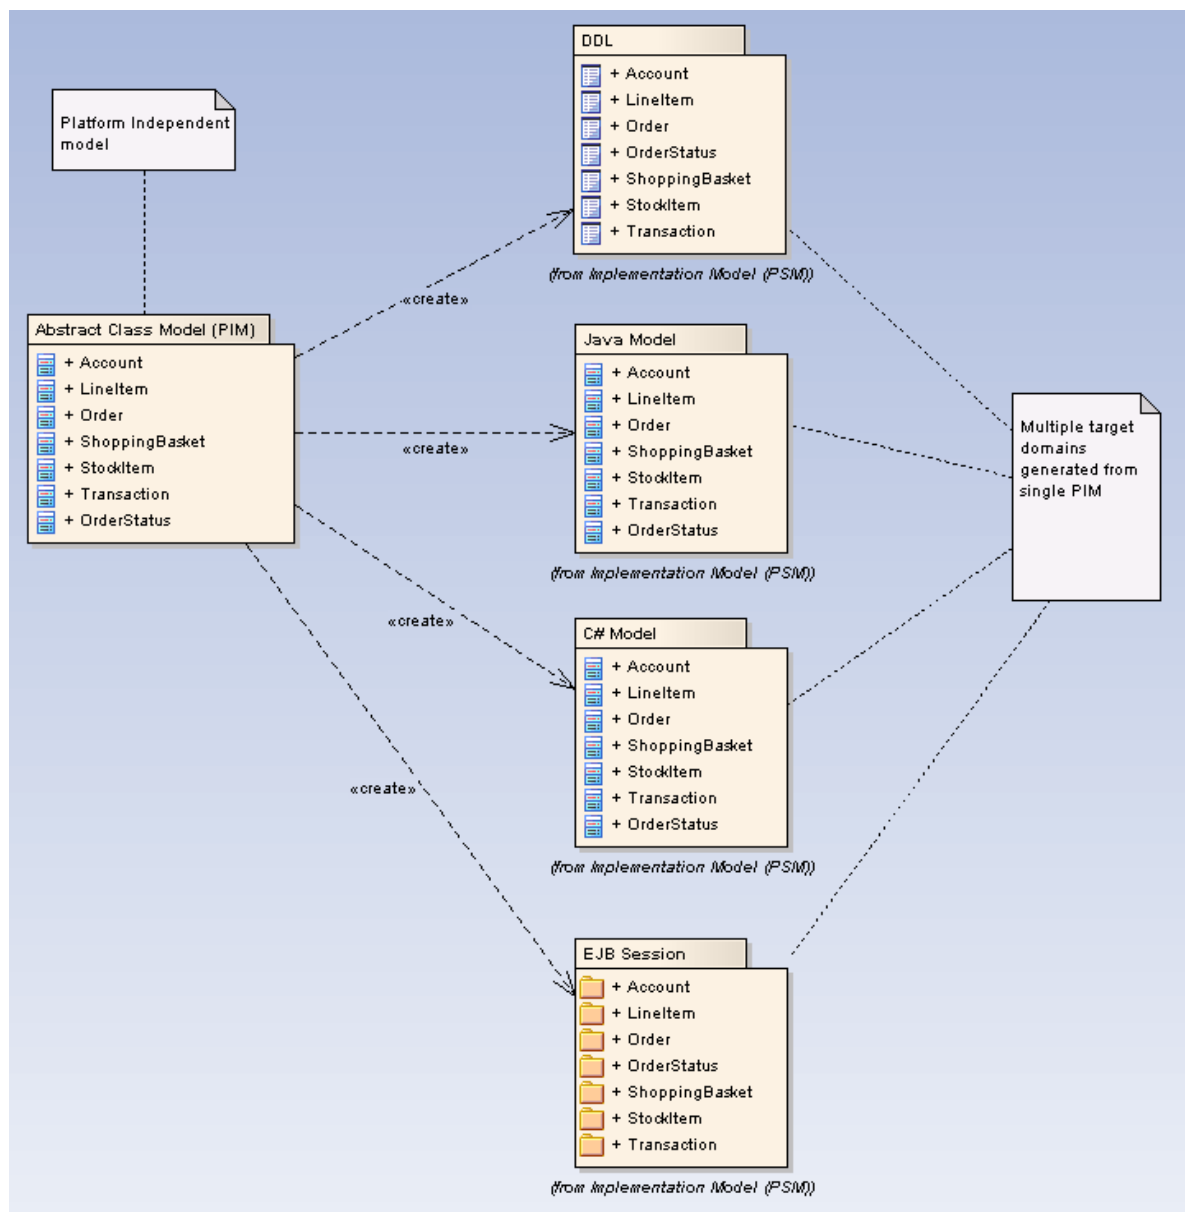 Platform Independent
model
Abstract Class Model (PIM)
+ Account
+ LineItem
+ Order
+ ShoppingBasket
+ StockItem
+ Transaction
+ OrderStatus
«create»
«create»
«create»
«create»
DDL
+ Account
+ LineItem
+ Order
+ OrderStatus
+ ShoppingBasket
+ StockItem
+ Transaction
(from Implementation Model (PSM))
Java Model
+ Account
+ LineItem
+ Order
+ ShoppingBasket
+ StockItem
+ Transaction
+ OrderStatus
(from Implementation Model (PSM))
C# Model
+ Account
+ LineItem
+ Order
+ ShoppingBasket
+ StockItem
+ Transaction
+ OrderStatus
(from Implementation Model (PSM))
EJB Session
+ Account
+ LineItem
+ Order
+ OrderStatus
+ ShoppingBasket
+ StockItem
+ Transaction
(from Implementation Model (PSM))
Multiple target
domains
generated from
single PIM